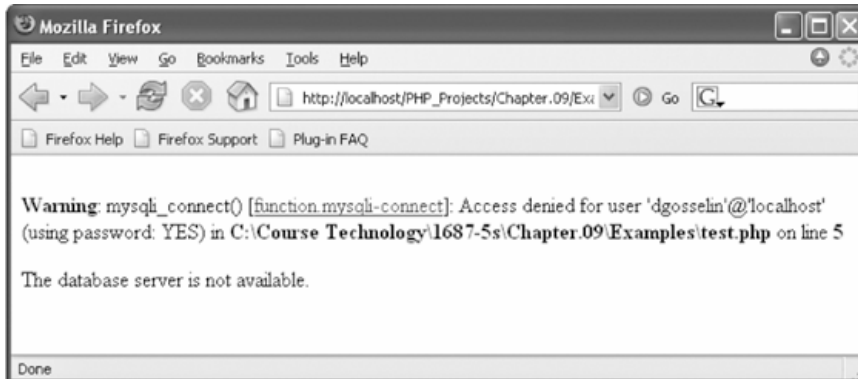 Mozilla Firefox
File Edit View Go Bookmarks Tools Help
http://localhost/PHP_Projects/Chapter.09/Exa Go G
Firefox Help Firefox Support Plug-in FAQ
Warning: mysqli_connect() [function.mysqli-connect]: Access denied for user 'dgosselin'@'localhost'
(using password: YES) in C:\Course Technology\1687-5s\Chapter.09\Examples\test.php on line 5
The database server is not available.
Done